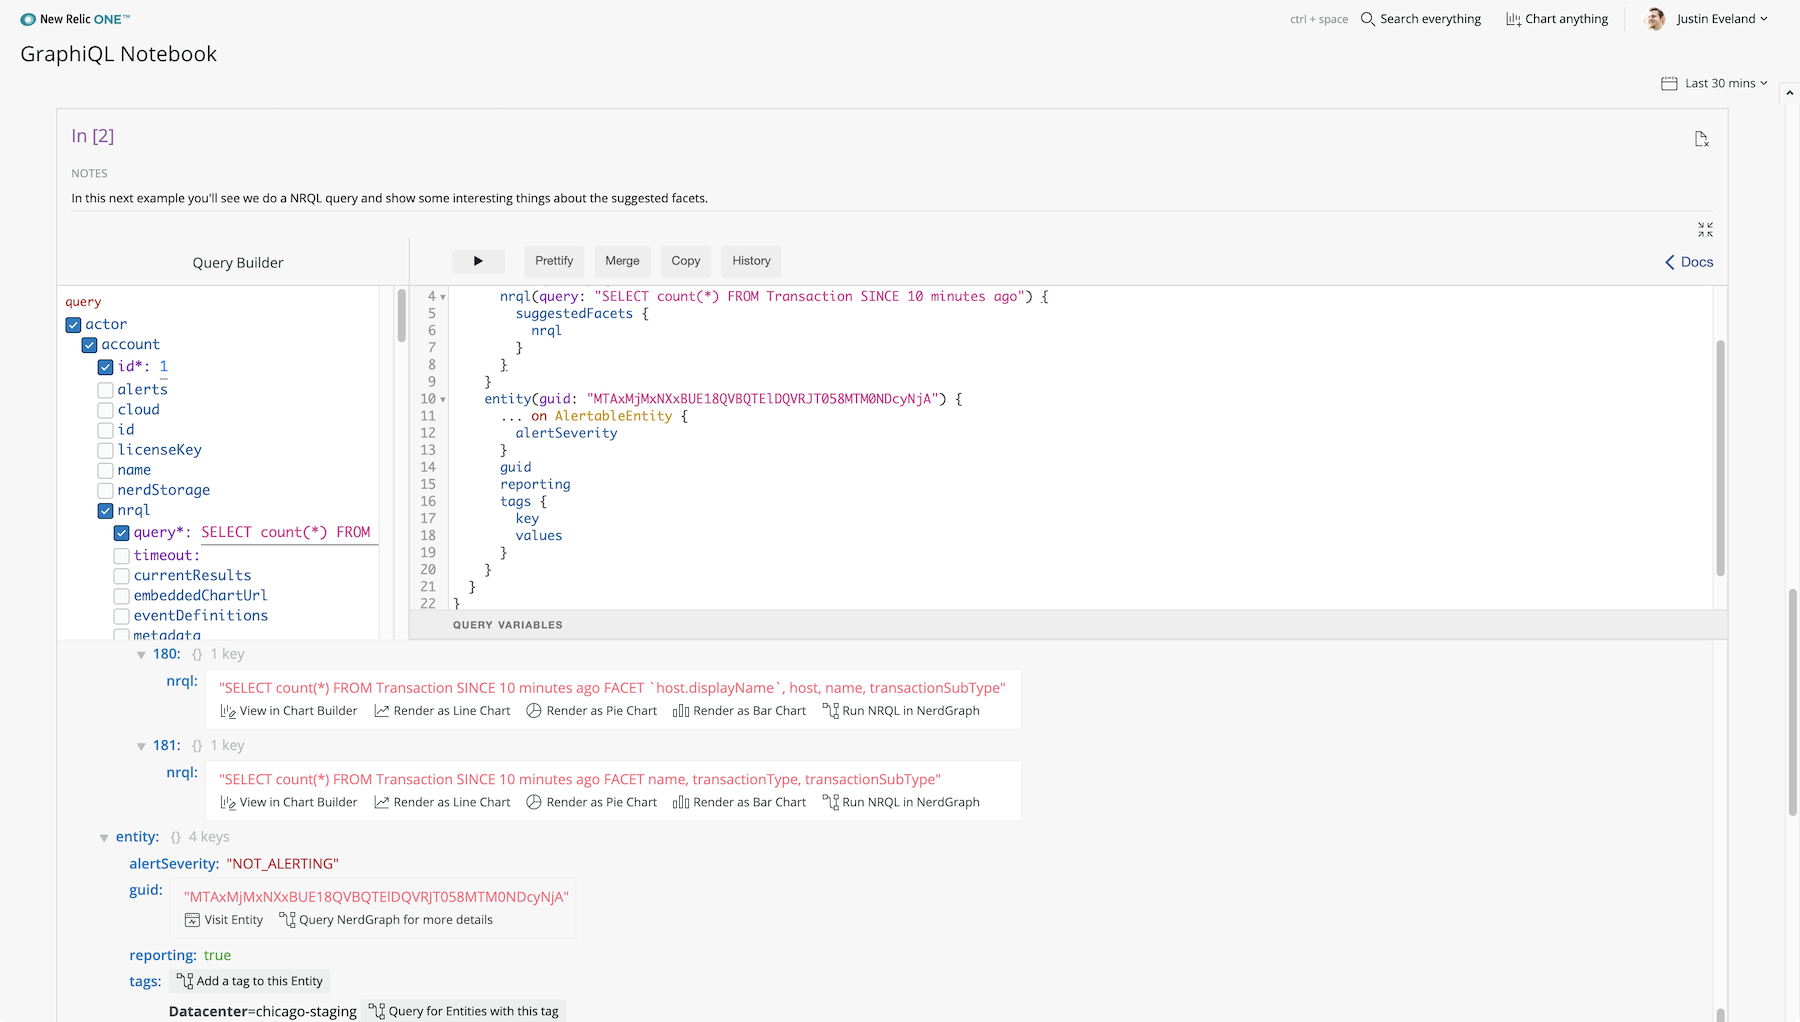 New Relic ONE™
ctrl + space Search everything Chart anything Justin Eveland
GraphiQL Notebook
Last 30 mins
In [2]
NOTES
In this next example you'll see we do a NRQL query and show some interesting things about the suggested facets.
Query Builder
Prettify Merge Copy History
Docs
query
actor
account
id*: 1
alerts
cloud
id
licenseKey
name
nerdStorage
nrql
query*: SELECT count(*) FROM
timeout:
currentResults
embeddedChartUrl
eventDefinitions
metadata
4 nrql(query: "SELECT count(*) FROM Transaction SINCE 10 minutes ago") {
5 suggestedFacets {
6 nrql
7 }
8 }
9 }
10 entity(guid: "MTAxMjMxNXxBUE18QVBQTElDQVRJT058MTM0NDcyNjA") {
11 ... on AlertableEntity {
12 alertSeverity
13 }
14 guid
15 reporting
16 tags {
17 key
18 values
19 }
20 }
21 }
22 }
QUERY VARIABLES
180: {} 1 key
nrql: "SELECT count(*) FROM Transaction SINCE 10 minutes ago FACET `host.displayName`, host, name, transactionSubType"
View in Chart Builder Render as Line Chart Render as Pie Chart Render as Bar Chart Run NRQL in NerdGraph
181: {} 1 key
nrql: "SELECT count(*) FROM Transaction SINCE 10 minutes ago FACET name, transactionType, transactionSubType"
View in Chart Builder Render as Line Chart Render as Pie Chart Render as Bar Chart Run NRQL in NerdGraph
entity: {} 4 keys
alertSeverity: "NOT_ALERTING"
guid: "MTAxMjMxNXxBUE18QVBQTElDQVRJT058MTM0NDcyNjA"
Visit Entity Query NerdGraph for more details
reporting: true
tags: Add a tag to this Entity
Datacenter=chicago-staging Query for Entities with this tag